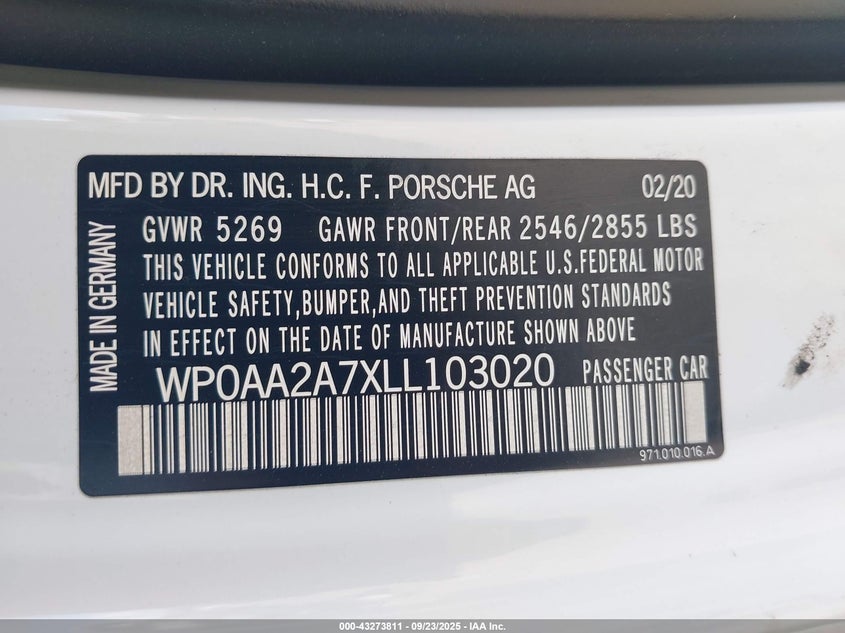 MFD BY DR. ING. H.C. F. PORSCHE AG 02/20
GVWR 5269 GAWR FRONT/REAR 2546/2855 LBS
THIS VEHICLE CONFORMS TO ALL APPLICABLE U.S.FEDERAL MOTOR
VEHICLE SAFETY,BUMPER,AND THEFT PREVENTION STANDARDS
IN EFFECT ON THE DATE OF MANUFACTURE SHOWN ABOVE
MADE IN GERMANY
WP0AA2A7XLL103020 PASSENGER CAR
971.010.016.A
000-43273811 - 09/23/2025 - IAA Inc.